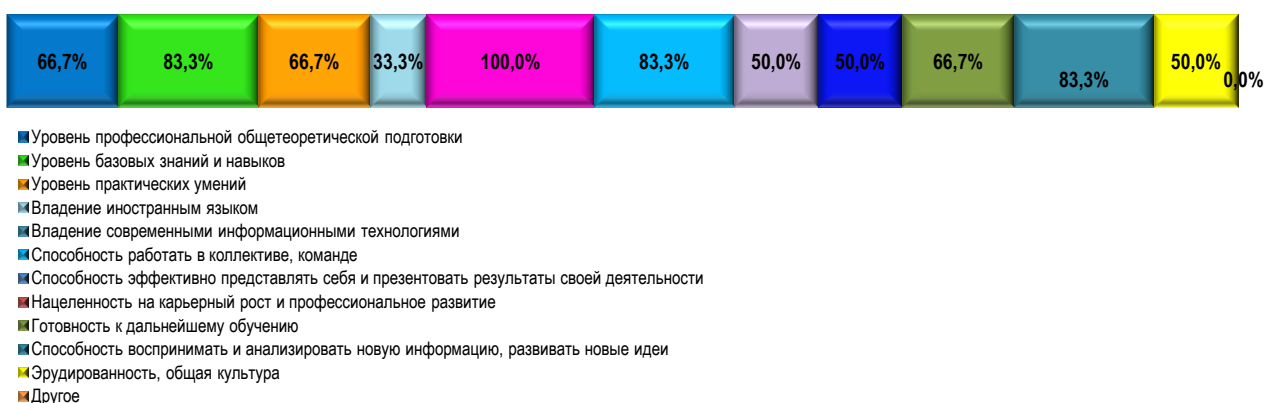 66,7% 83,3% 66,7% 33,3% 100,0% 83,3% 50,0% 50,0% 66,7% 83,3% 50,0% 0,0%
Уровень профессиональной общетеоретической подготовки
Уровень базовых знаний и навыков
Уровень практических умений
Владение иностранным языком
Владение современными информационными технологиями
Способность работать в коллективе, команде
Способность эффективно представлять себя и презентовать результаты своей деятельности
Нацеленность на карьерный рост и профессиональное развитие
Готовность к дальнейшему обучению
Способность воспринимать и анализировать новую информацию, развивать новые идеи
Эрудированность, общая культура
Другое